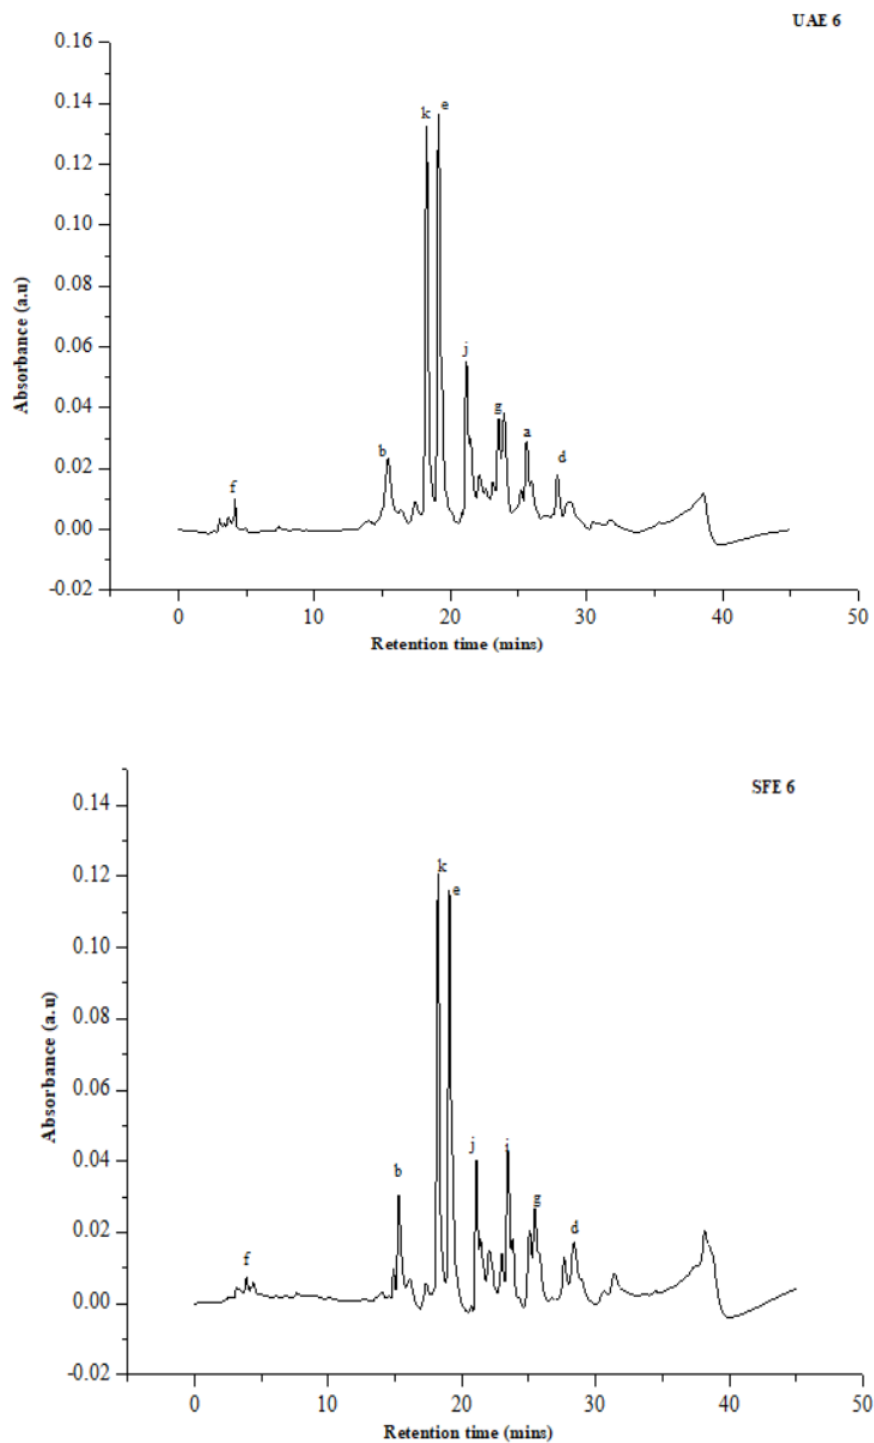 UAE 6
0.16
0.14
0.12
0.10
0.08
0.06
0.04
0.02
0.00
-0.02
Absorbance (a.u)
f
b
k
e
j
g
a
d
0 10 20 30 40 50
Retention time (mins)
SFE 6
0.14
0.12
0.10
0.08
0.06
0.04
0.02
0.00
-0.02
Absorbance (a.u)
f
b
k
e
j
i
g
d
0 10 20 30 40 50
Retention time (mins)